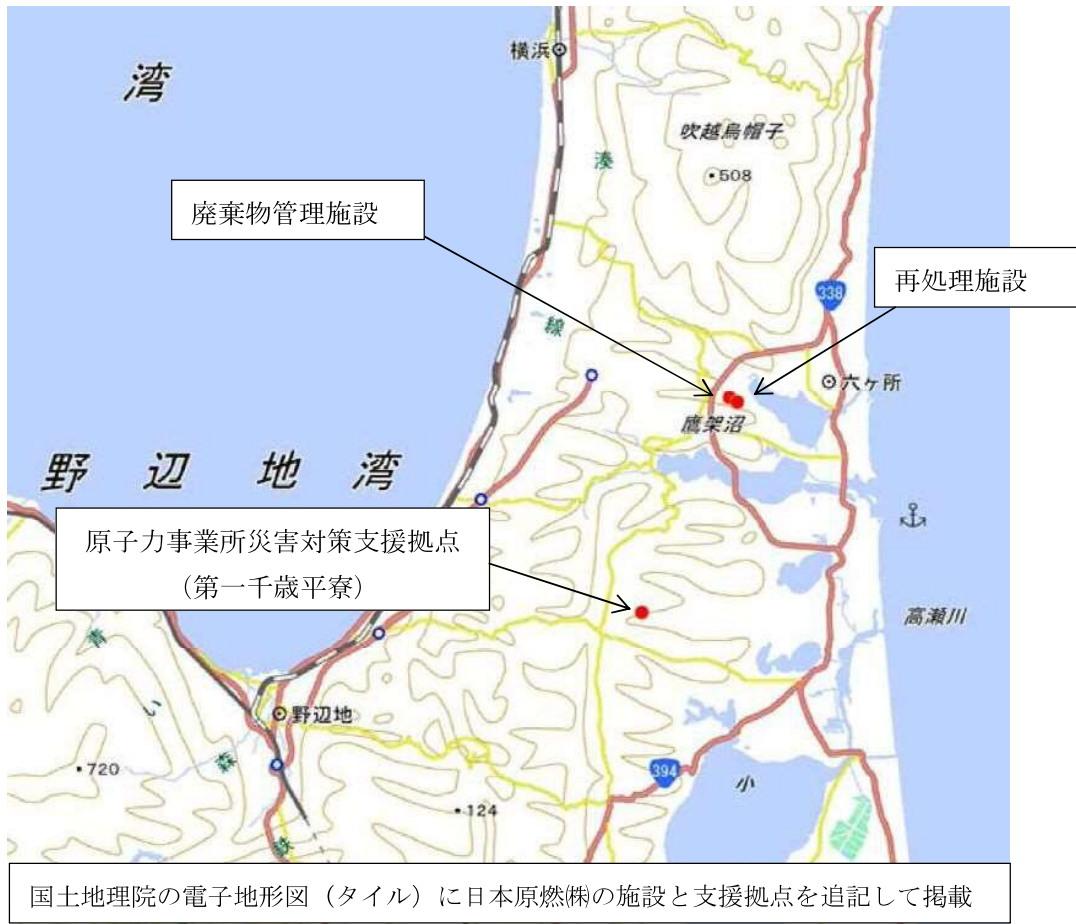 横浜
湾
吹越烏帽子
湊
508
廃棄物管理施設
再処理施設
338
線
六ヶ所
鷹架沼
野辺地湾
原子力事業所災害対策支援拠点
（第一千歳平寮）
高瀬川
青
い
森
鉄
野辺地
720
394
小
124
国土地理院の電子地形図（タイル）に日本原燃㈱の施設と支援拠点を追記して掲載